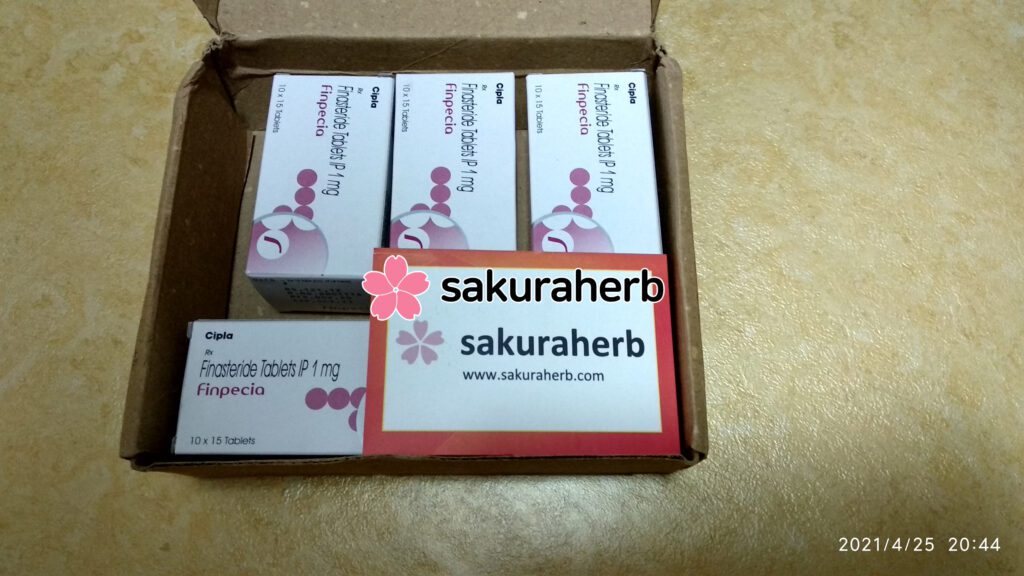 Cipla
Rx
Finasteride Tablets IP 1 mg
Finpecia
10 x 15 Tablets
Cipla
Rx
Finasteride Tablets IP 1 mg
Finpecia
10 x 15 Tablets
Cipla
Rx
Finasteride Tablets IP 1 mg
Finpecia
10 x 15 Tablets
sakuraherb
sakuraherb
www.sakuraherb.com
Cipla
Rx
Finasteride Tablets IP 1 mg
Finpecia
10 x 15 Tablets
2021/4/25 20:44